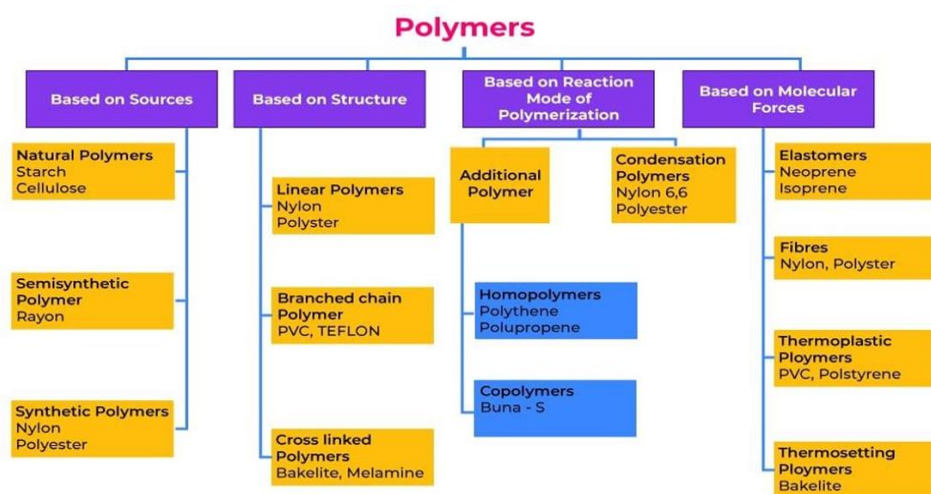 Polymers
Based on Sources
Natural Polymers
Starch
Cellulose
Semisynthetic
Polymer
Rayon
Synthetic Polymers
Nylon
Polyester
Based on Structure
Linear Polymers
Nylon
Polyster
Branched chain
Polymer
PVC, TEFLON
Cross linked
Polymers
Bakelite, Melamine
Based on Reaction
Mode of
Polymerization
Additional
Polymer
Homopolymers
Polythene
Polupropene
Copolymers
Buna - S
Condensation
Polymers
Nylon 6,6
Polyester
Based on Molecular
Forces
Elastomers
Neoprene
Isoprene
Fibres
Nylon, Polyster
Thermoplastic
Ploymers
PVC, Polstyrene
Thermosetting
Ploymers
Bakelite